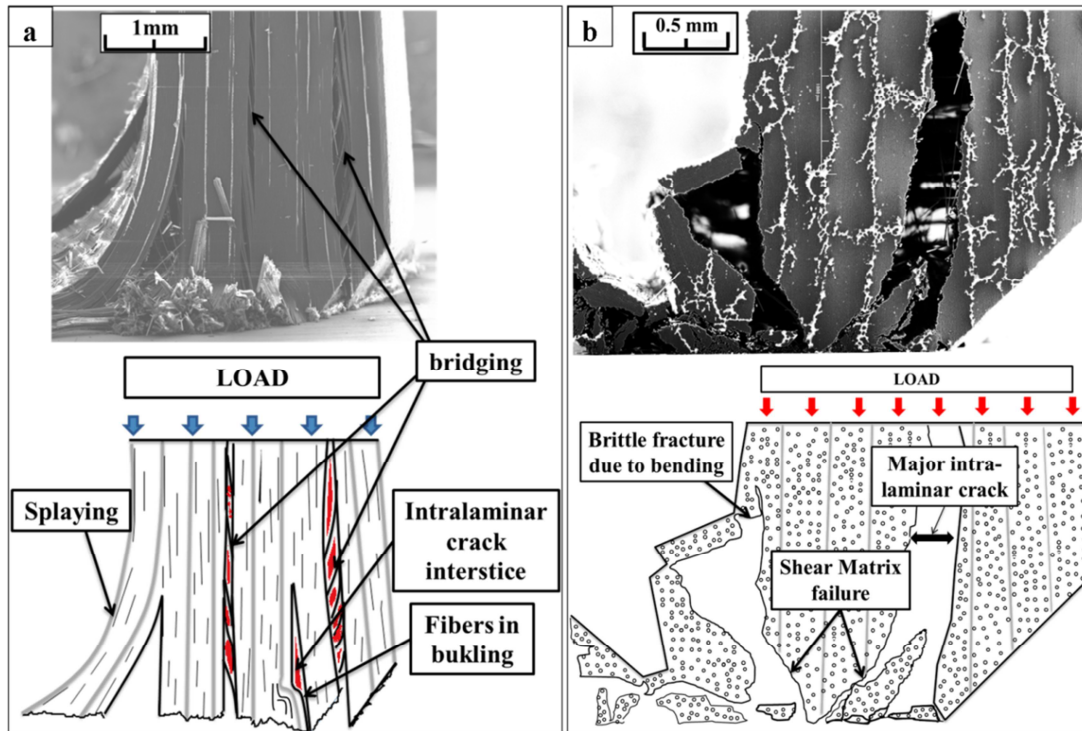 a
1mm
bridging
LOAD
Splaying
Intralaminar
crack
interstice
Fibers in
bukling
b
0.5 mm
LOAD
Brittle fracture
due to bending
Major intra-
laminar crack
Shear Matrix
failure